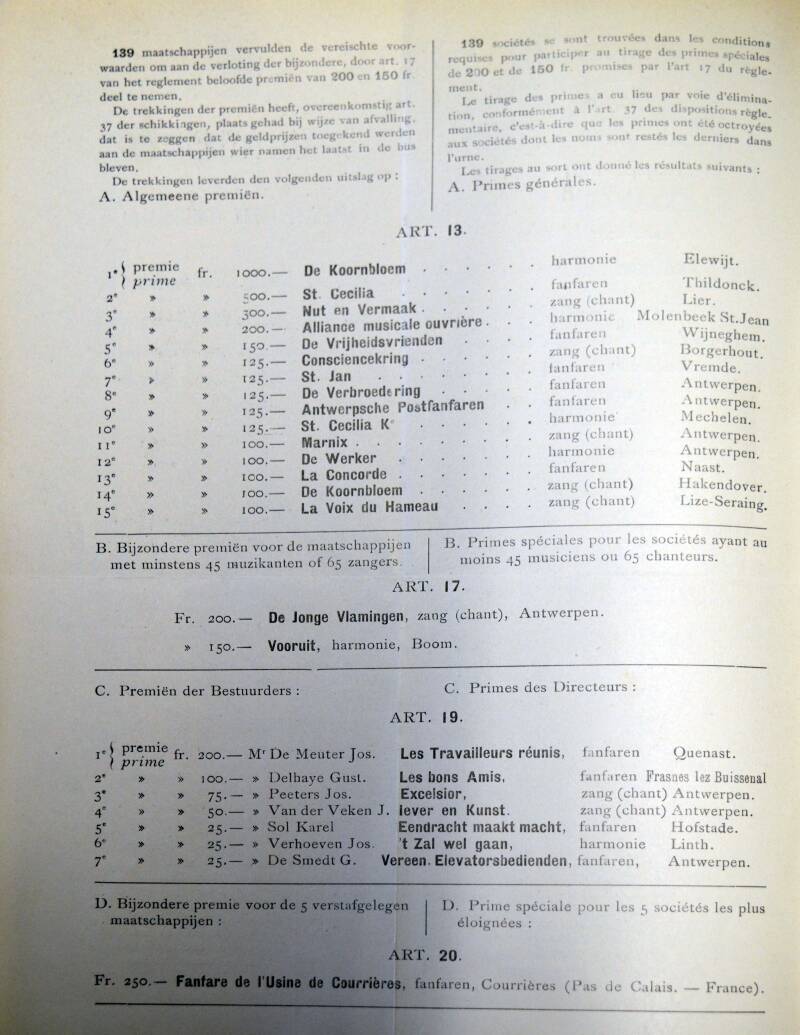 139 maatschappijen vervulden de vereischte voor-
waarden om aan de verloting der bijzondere, door art. 17
van het reglement beloofde premiën van 200 en 150 fr.
deel te nemen.
De trekkingen der premiën heeft, overeenkomstig art.
37 der schikkingen, plaats gehad bij wijze van afvalling,
dat is te zeggen dat de geldprijzen toegekend werden
aan de maatschappijen wier namen het laatst in de bus
bleven.
De trekkingen leverden den volgenden uitslag op :
A. Algemeene premiën.
139 sociétés se sont trouvées dans les conditions
requises pour participer au tirage des primes spéciales
de 200 et de 150 fr. promises par l'art 17 du règle-
ment.
Le tirage des primes a eu lieu par voie d'élimina-
tion, conformément à l'art. 37 des dispositions règle-
mentaire, c'est-à-dire que les primes ont été octroyées
aux sociétés dont les noms sont restés les derniers dans
l'urne.
Les tirages au sort ont donné les résultats suivants :
A. Primes générales.
ART. 13.
1e { premie / prime fr. 1000.— De Koornbloem . . . . . . harmonie Elewijt.
2e » » 500.— St. Cecilia . . . . . . fanfaren Thildonck.
3e » » 300.— Nut en Vermaak . . . . . . zang (chant) Lier.
4e » » 200.— Alliance musicale ouvrière . . . harmonie Molenbeek St. Jean
5e » » 150.— De Vrijheidsvrienden . . . . fanfaren Wijneghem.
6e » » 125.— Consciencekring . . . . . . zang (chant) Borgerhout.
7e » » 125.— St. Jan . . . . . . fanfaren Vremde.
8e » » 125.— De Verbroedering . . . . . fanfaren Antwerpen.
9e » » 125.— Antwerpsche Postfanfaren . . fanfaren Antwerpen.
10e » » 125.— St. Cecilia K . . . . . . harmonie Mechelen.
11e » » 100.— Marnix . . . . . . . . zang (chant) Antwerpen.
12e » » 100.— De Werker . . . . . . harmonie Antwerpen.
13e » » 100.— La Concorde . . . . . . fanfaren Naast.
14e » » 100.— De Koornbloem . . . . . . zang (chant) Hakendover.
15e » » 100.— La Voix du Hameau . . . . zang (chant) Lize-Seraing.
B. Bijzondere premiën voor de maatschappijen
met minstens 45 muzikanten of 65 zangers.
B. Primes spéciales pour les sociétés ayant au
moins 45 musiciens ou 65 chanteurs.
ART. 17.
Fr. 200.— De Jonge Vlamingen, zang (chant), Antwerpen.
» 150.— Vooruit, harmonie, Boom.
C. Premiën der Bestuurders :
C. Primes des Directeurs :
ART. 19.
1e { premie / prime fr. 200.— Mr De Meuter Jos. Les Travailleurs réunis, fanfaren Quenast.
2e » » 100.— » Delhaye Gust. Les bons Amis, fanfaren Frasnes lez Buissenal
3e » » 75.— » Peeters Jos. Excelsior, zang (chant) Antwerpen.
4e » » 50.— » Van der Veken J. Iever en Kunst. zang (chant) Antwerpen.
5e » » 25.— » Sol Karel Eendracht maakt macht, fanfaren Hofstade.
6e » » 25.— » Verhoeven Jos. 't Zal wel gaan, harmonie Linth.
7e » » 25.— » De Smedt G. Vereen. Elevatorsbedienden, fanfaren, Antwerpen.
D. Bijzondere premie voor de 5 verstafgelegen
maatschappijen :
D. Prime spéciale pour les 5 sociétés les plus
éloignées :
ART. 20.
Fr. 250.— Fanfare de l'Usine de Courrières, fanfaren, Courrières (Pas de Calais. — France).